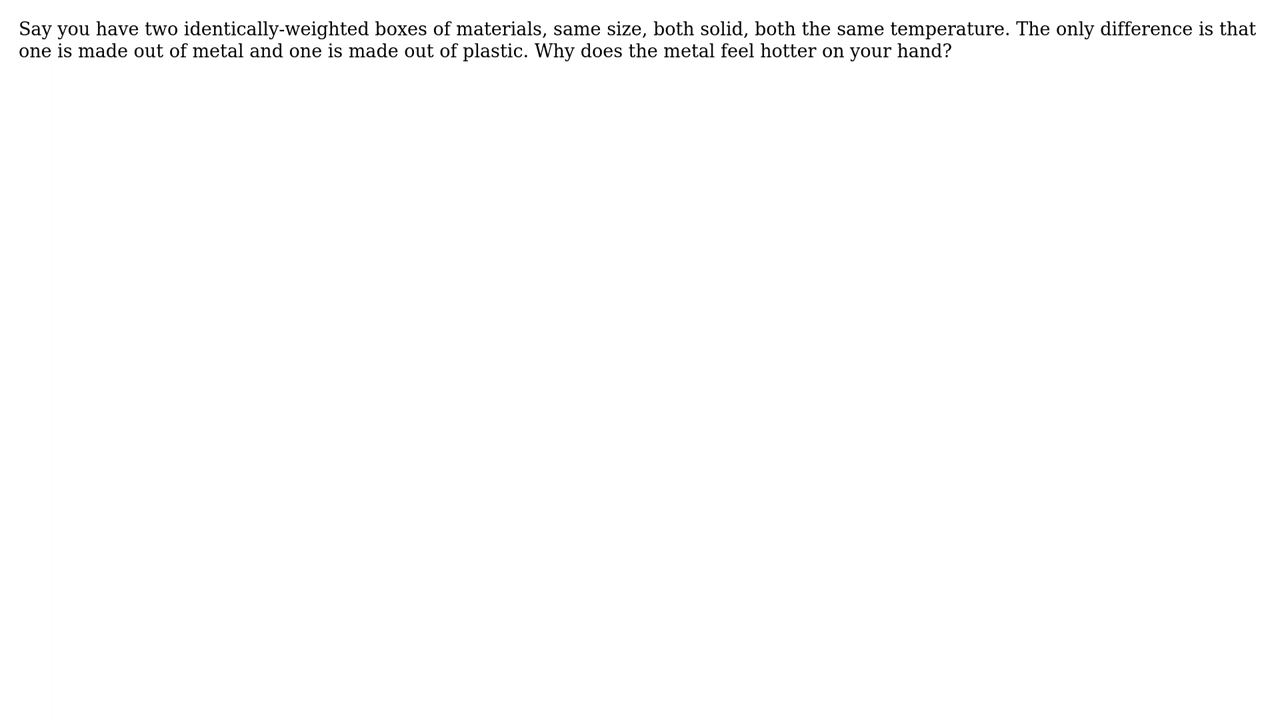 Say you have two identically-weighted boxes of materials, same size, both solid, both the same temperature. The only difference is that
one is made out of metal and one is made out of plastic. Why does the metal feel hotter on your hand?